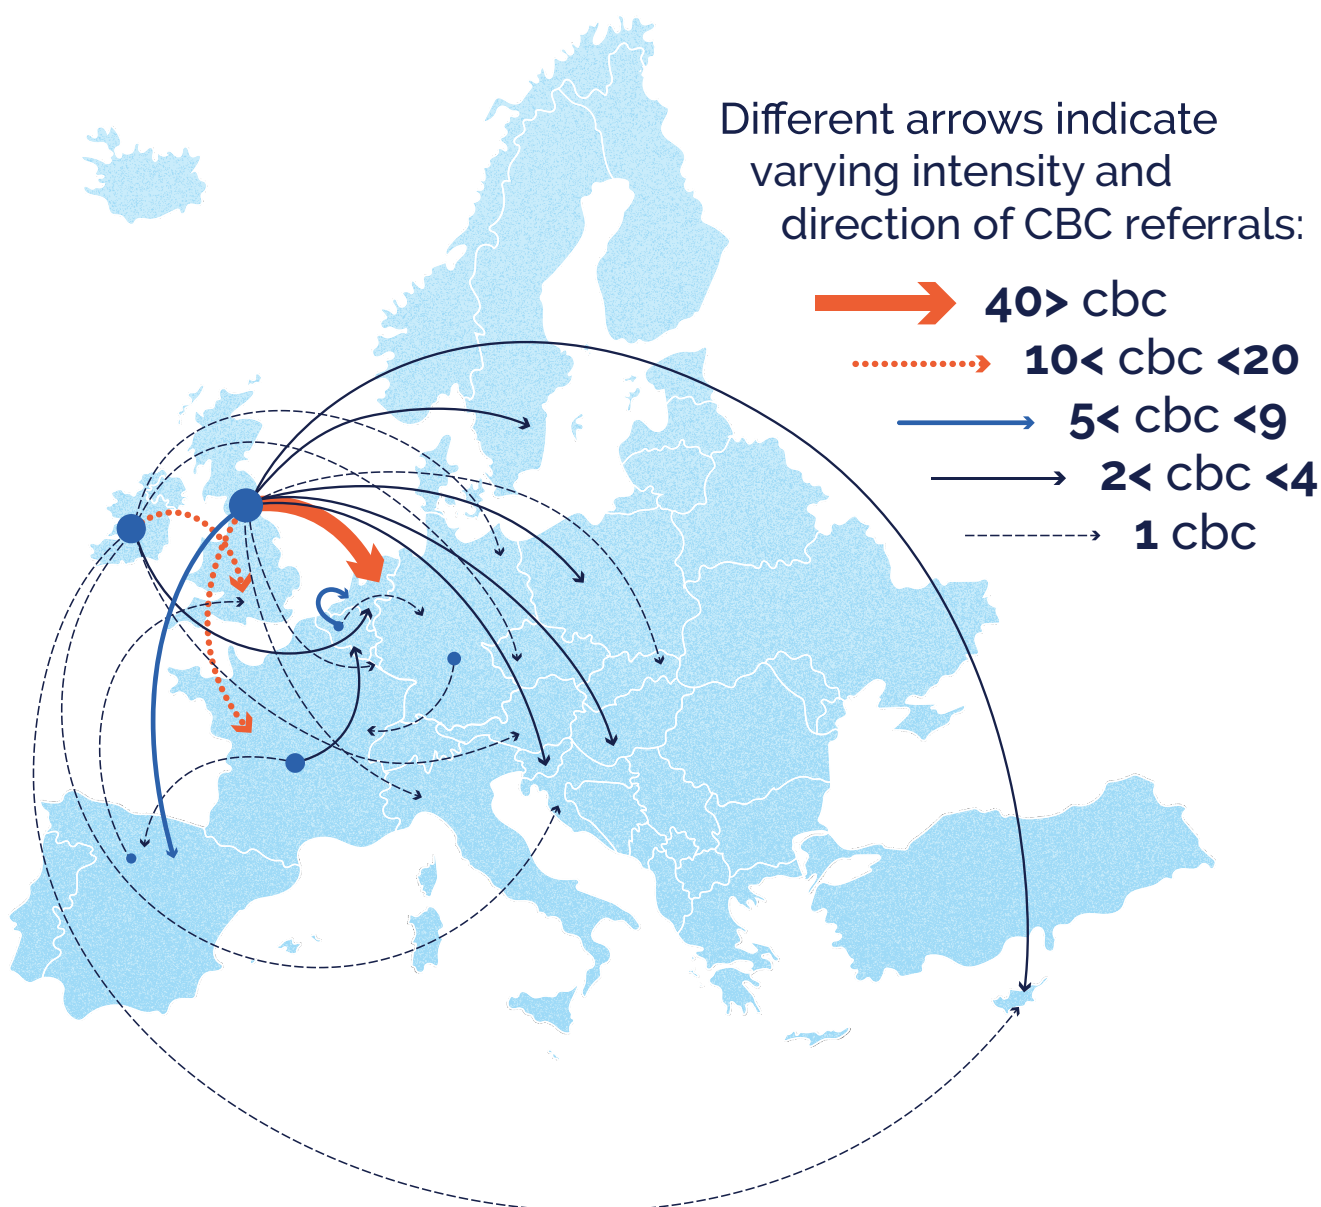 Different arrows indicate
varying intensity and
direction of CBC referrals:
40> cbc
10< cbc <20
5< cbc <9
2< cbc <4
1 cbc